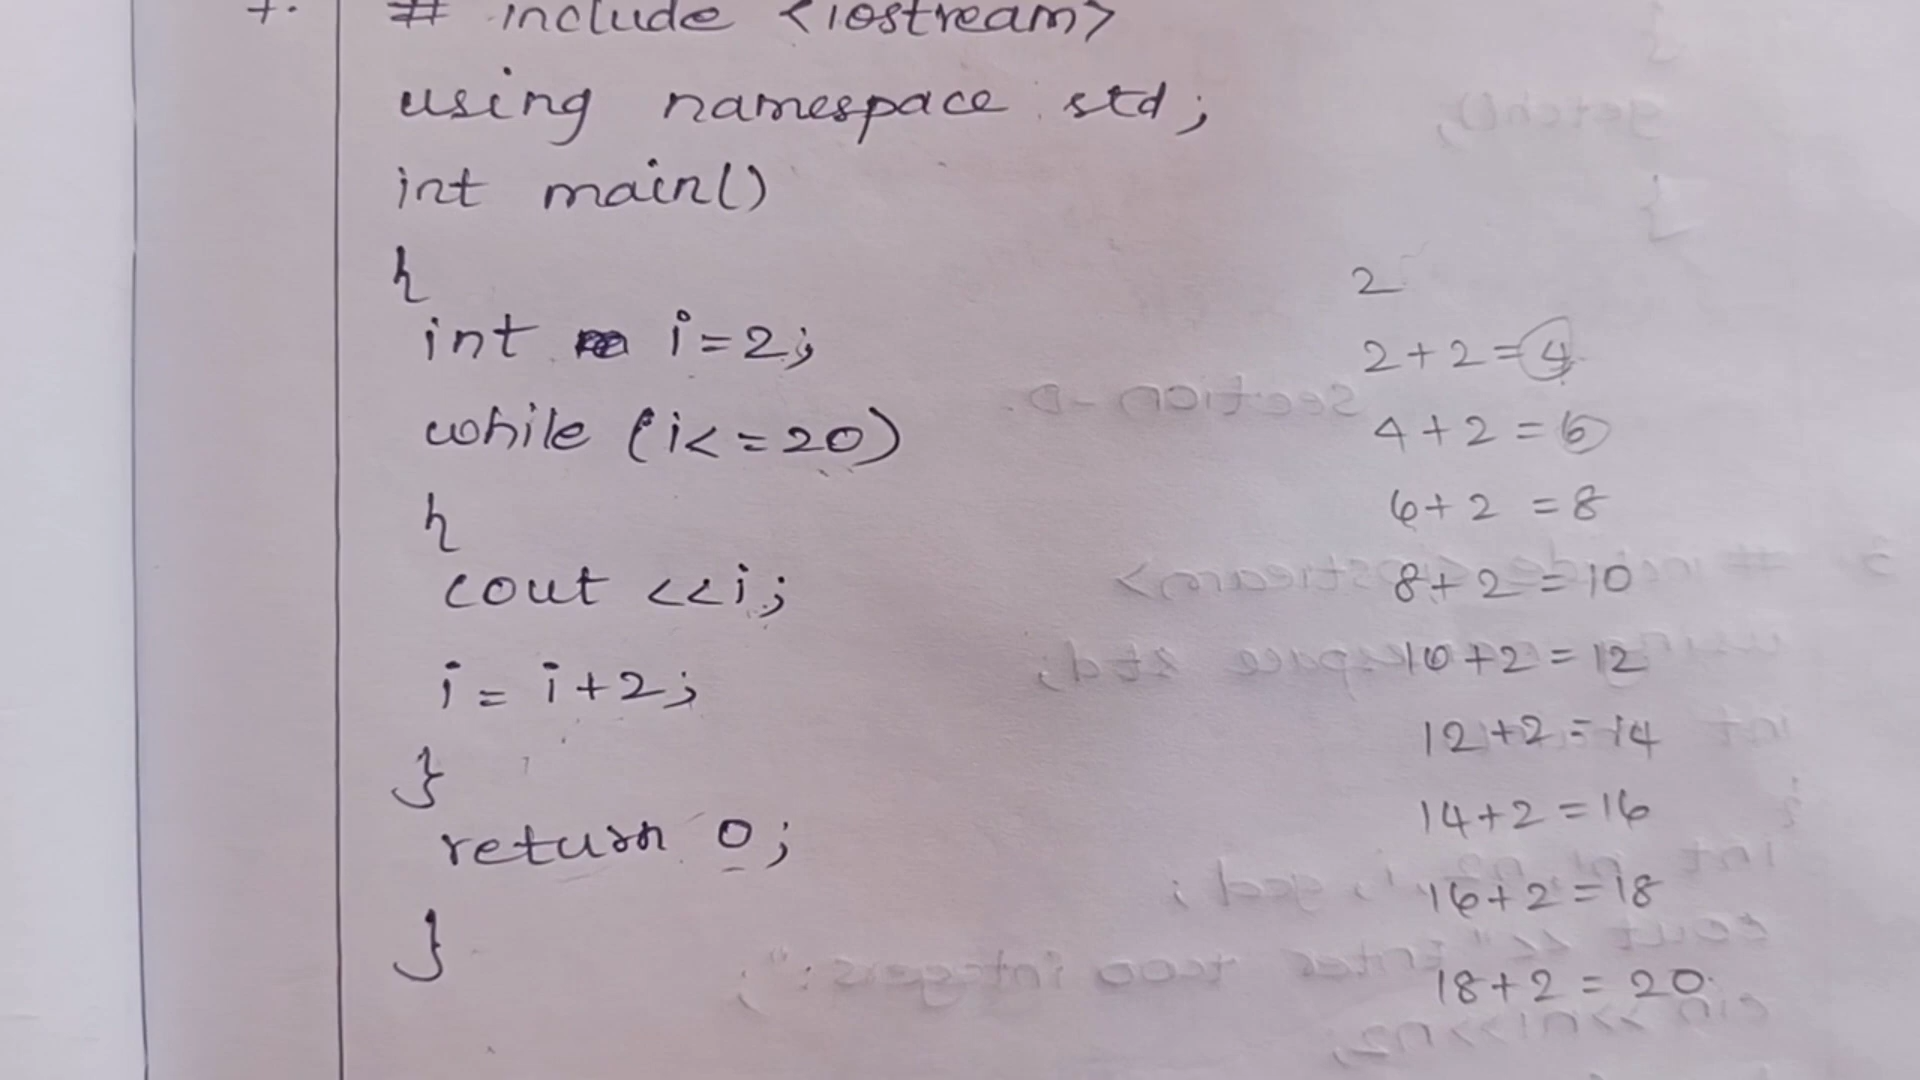 7. # include <iostream>
using namespace std;
int main()
{
int i=2;
while (i<=20)
{
cout <<i;
i = i+2;
}
return 0;
}
2
2+2=4
4+2=6
6+2=8
8+2=10
10+2=12
12+2=14
14+2=16
16+2=18
18+2=20